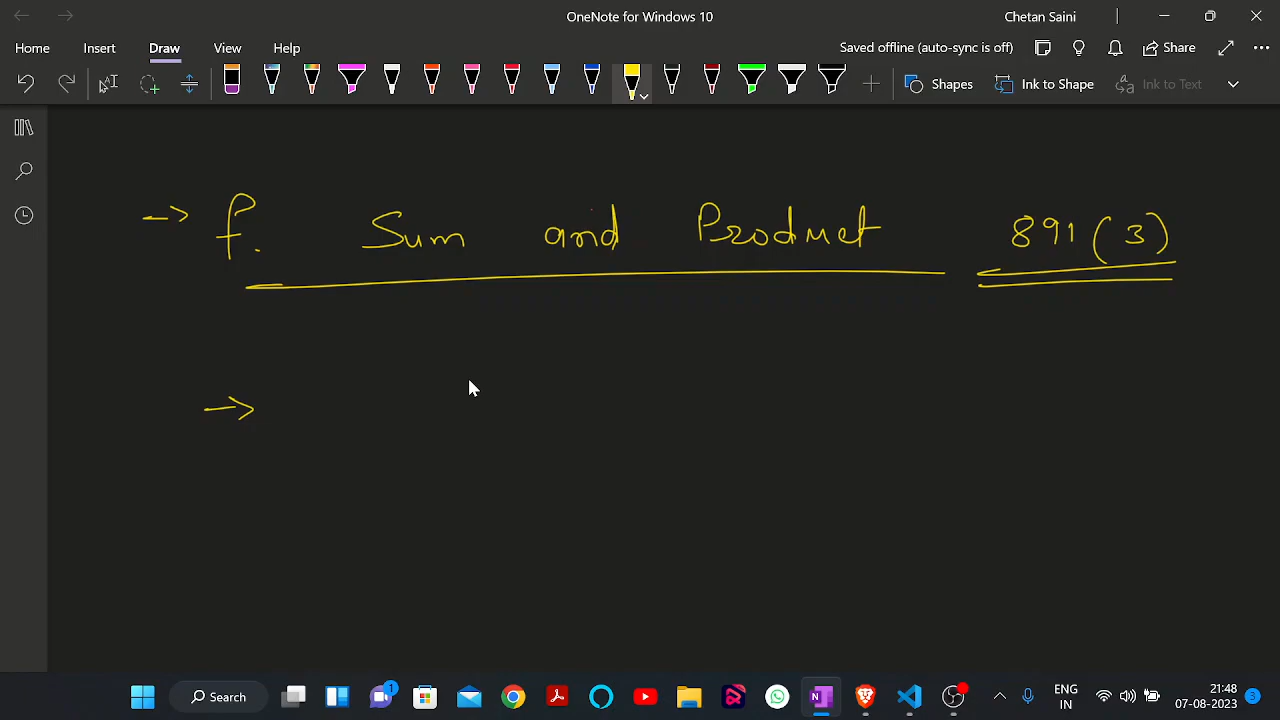 OneNote for Windows 10
Chetan Saini
Home Insert Draw View Help
Saved offline (auto-sync is off)
Share
Shapes
Ink to Shape
Ink to Text
→ f. Sum and Product 891(3)
→
Search
1
ENG
IN
21:48
07-08-2023
3